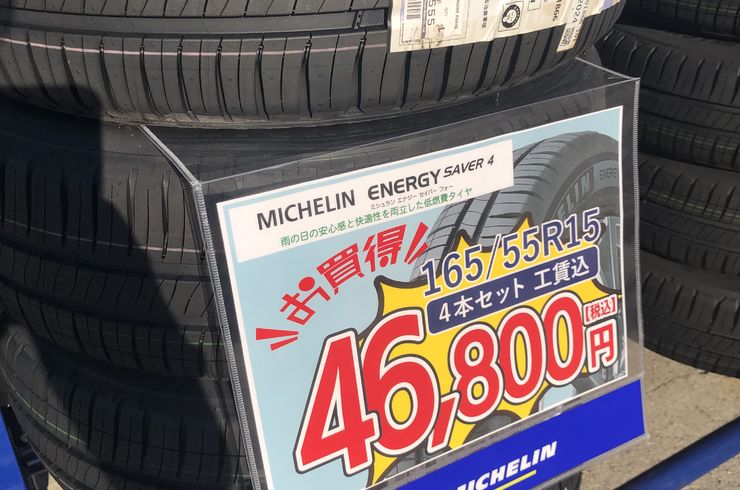 MICHELIN ENERGY SAVER 4
ミシュラン エナジー セイバー フォー
雨の日の安心感と快適性を両立した低燃費タイヤ
お買得
165/55R15
4本セット 工賃込
46,800円【税込】
MICHELIN